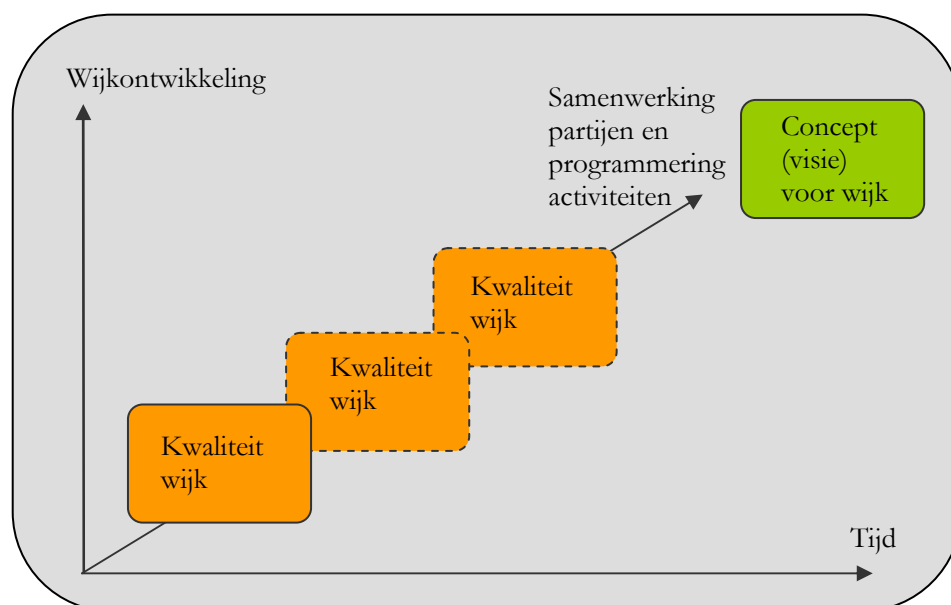 Wijkontwikkeling
Samenwerking
partijen en
programmering
activiteiten
Concept
(visie)
voor wijk
Kwaliteit
wijk
Kwaliteit
wijk
Kwaliteit
wijk
Tijd